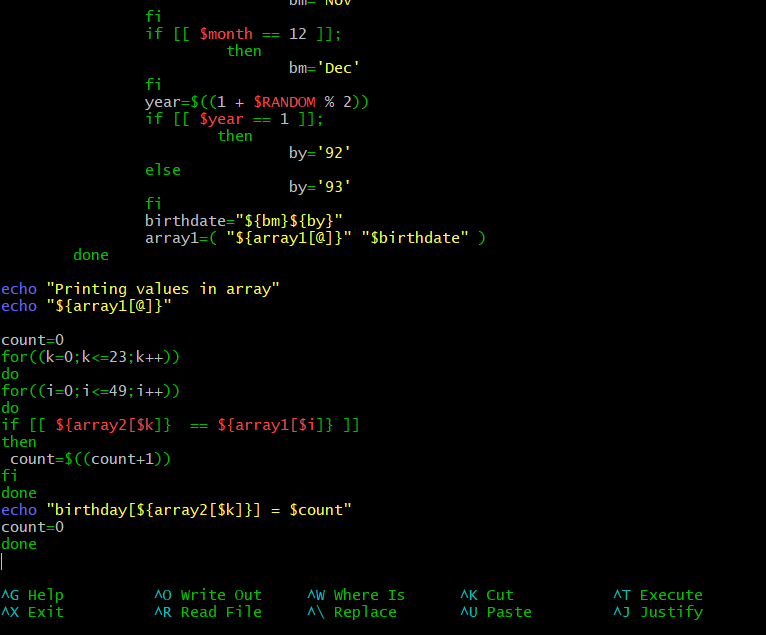 bm='Nov'
fi
if [[ $month == 12 ]];
then
bm='Dec'
fi
year=$((1 + $RANDOM % 2))
if [[ $year == 1 ]];
then
by='92'
else
by='93'
fi
birthdate="${bm}${by}"
array1=( "${array1[@]}" "$birthdate" )
done
echo "Printing values in array"
echo "${array1[@]}"
count=0
for((k=0;k<=23;k++))
do
for((i=0;i<=49;i++))
do
if [[ ${array2[$k]}  == ${array1[$i]} ]]
then
count=$((count+1))
fi
done
echo "birthday[${array2[$k]}] = $count"
count=0
done
^G Help ^O Write Out ^W Where Is ^K Cut ^T Execute
^X Exit ^R Read File ^\ Replace ^U Paste ^J Justify